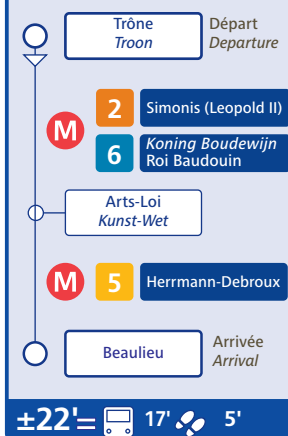 Trône
Troon
Départ
Departure
M
2 Simonis (Leopold II)
6 Koning Boudewijn
Roi Baudouin
Arts-Loi
Kunst-Wet
M 5 Herrmann-Debroux
Beaulieu
Arrivée
Arrival
±22'= 17' 5'